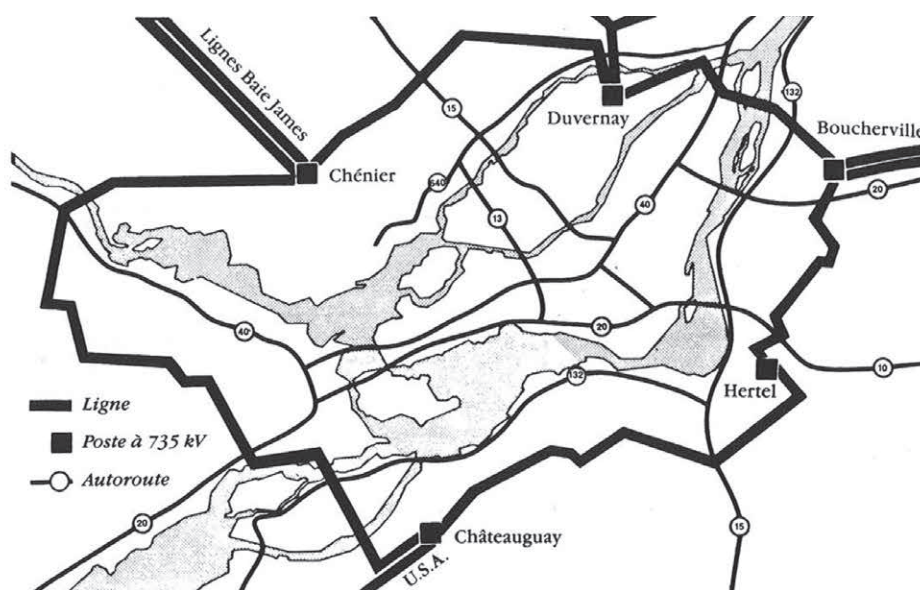 Lignes Baie James
15
132
Duvernay
Boucherville
Chénier
640
13
40
20
40
20
132
10
Hertel
Ligne
Poste à 735 kV
Autoroute
20
Châteauguay
15
U.S.A.